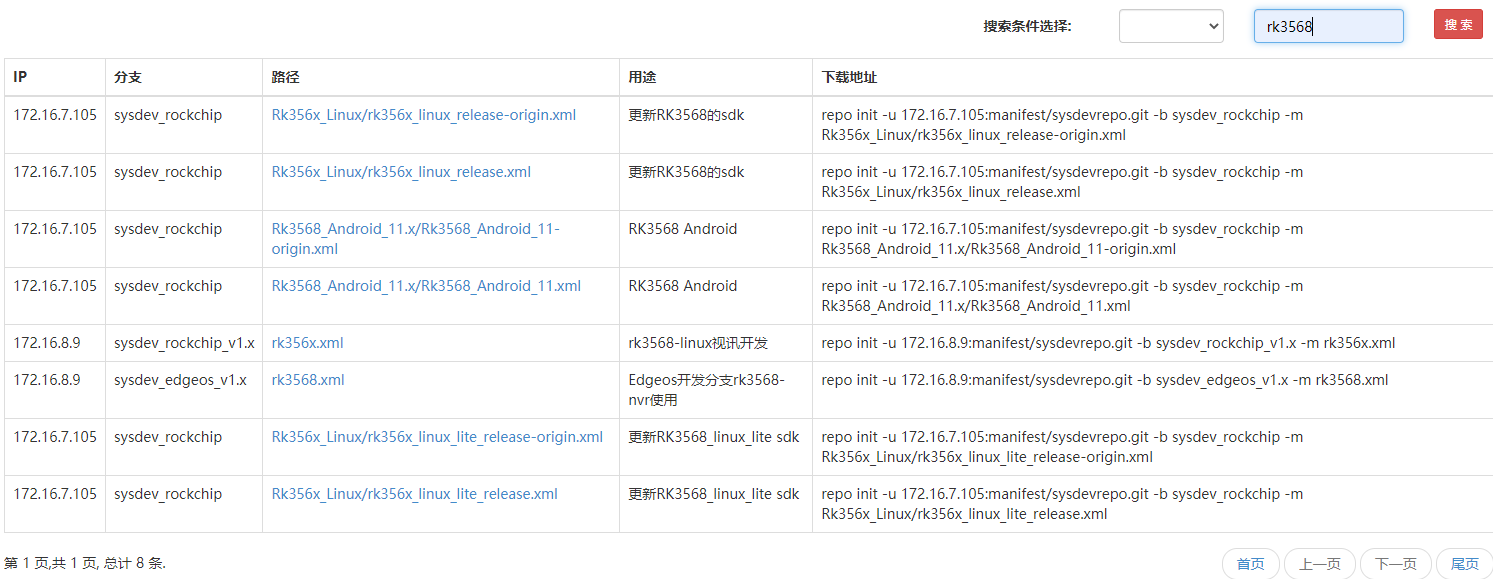 搜索条件选择: rk3568 搜 索
IP 分支 路径 用途 下载地址
172.16.7.105 sysdev_rockchip Rk356x_Linux/rk356x_linux_release-origin.xml 更新RK3568的sdk repo init -u 172.16.7.105:manifest/sysdevrepo.git -b sysdev_rockchip -m
Rk356x_Linux/rk356x_linux_release-origin.xml
172.16.7.105 sysdev_rockchip Rk356x_Linux/rk356x_linux_release.xml 更新RK3568的sdk repo init -u 172.16.7.105:manifest/sysdevrepo.git -b sysdev_rockchip -m
Rk356x_Linux/rk356x_linux_release.xml
172.16.7.105 sysdev_rockchip Rk3568_Android_11.x/Rk3568_Android_11- RK3568 Android repo init -u 172.16.7.105:manifest/sysdevrepo.git -b sysdev_rockchip -m
origin.xml Rk3568_Android_11.x/Rk3568_Android_11-origin.xml
172.16.7.105 sysdev_rockchip Rk3568_Android_11.x/Rk3568_Android_11.xml RK3568 Android repo init -u 172.16.7.105:manifest/sysdevrepo.git -b sysdev_rockchip -m
Rk3568_Android_11.x/Rk3568_Android_11.xml
172.16.8.9 sysdev_rockchip_v1.x rk356x.xml rk3568-linux视讯开发 repo init -u 172.16.8.9:manifest/sysdevrepo.git -b sysdev_rockchip_v1.x -m rk356x.xml
172.16.8.9 sysdev_edgeos_v1.x rk3568.xml Edgeos开发分支rk3568- repo init -u 172.16.8.9:manifest/sysdevrepo.git -b sysdev_edgeos_v1.x -m rk3568.xml
nvr使用
172.16.7.105 sysdev_rockchip Rk356x_Linux/rk356x_linux_lite_release-origin.xml 更新RK3568_linux_lite sdk repo init -u 172.16.7.105:manifest/sysdevrepo.git -b sysdev_rockchip -m
Rk356x_Linux/rk356x_linux_lite_release-origin.xml
172.16.7.105 sysdev_rockchip Rk356x_Linux/rk356x_linux_lite_release.xml 更新RK3568_linux_lite sdk repo init -u 172.16.7.105:manifest/sysdevrepo.git -b sysdev_rockchip -m
Rk356x_Linux/rk356x_linux_lite_release.xml
第 1 页,共 1 页, 总计 8 条. 首页 上一页 下一页 尾页